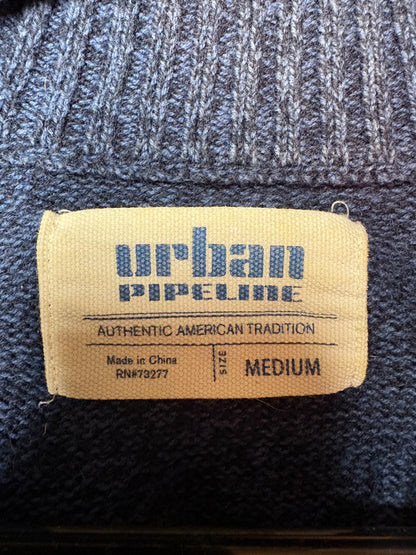 urban
PIPELINE
AUTHENTIC AMERICAN TRADITION
Made in China
RN#73277
SIZE
MEDIUM